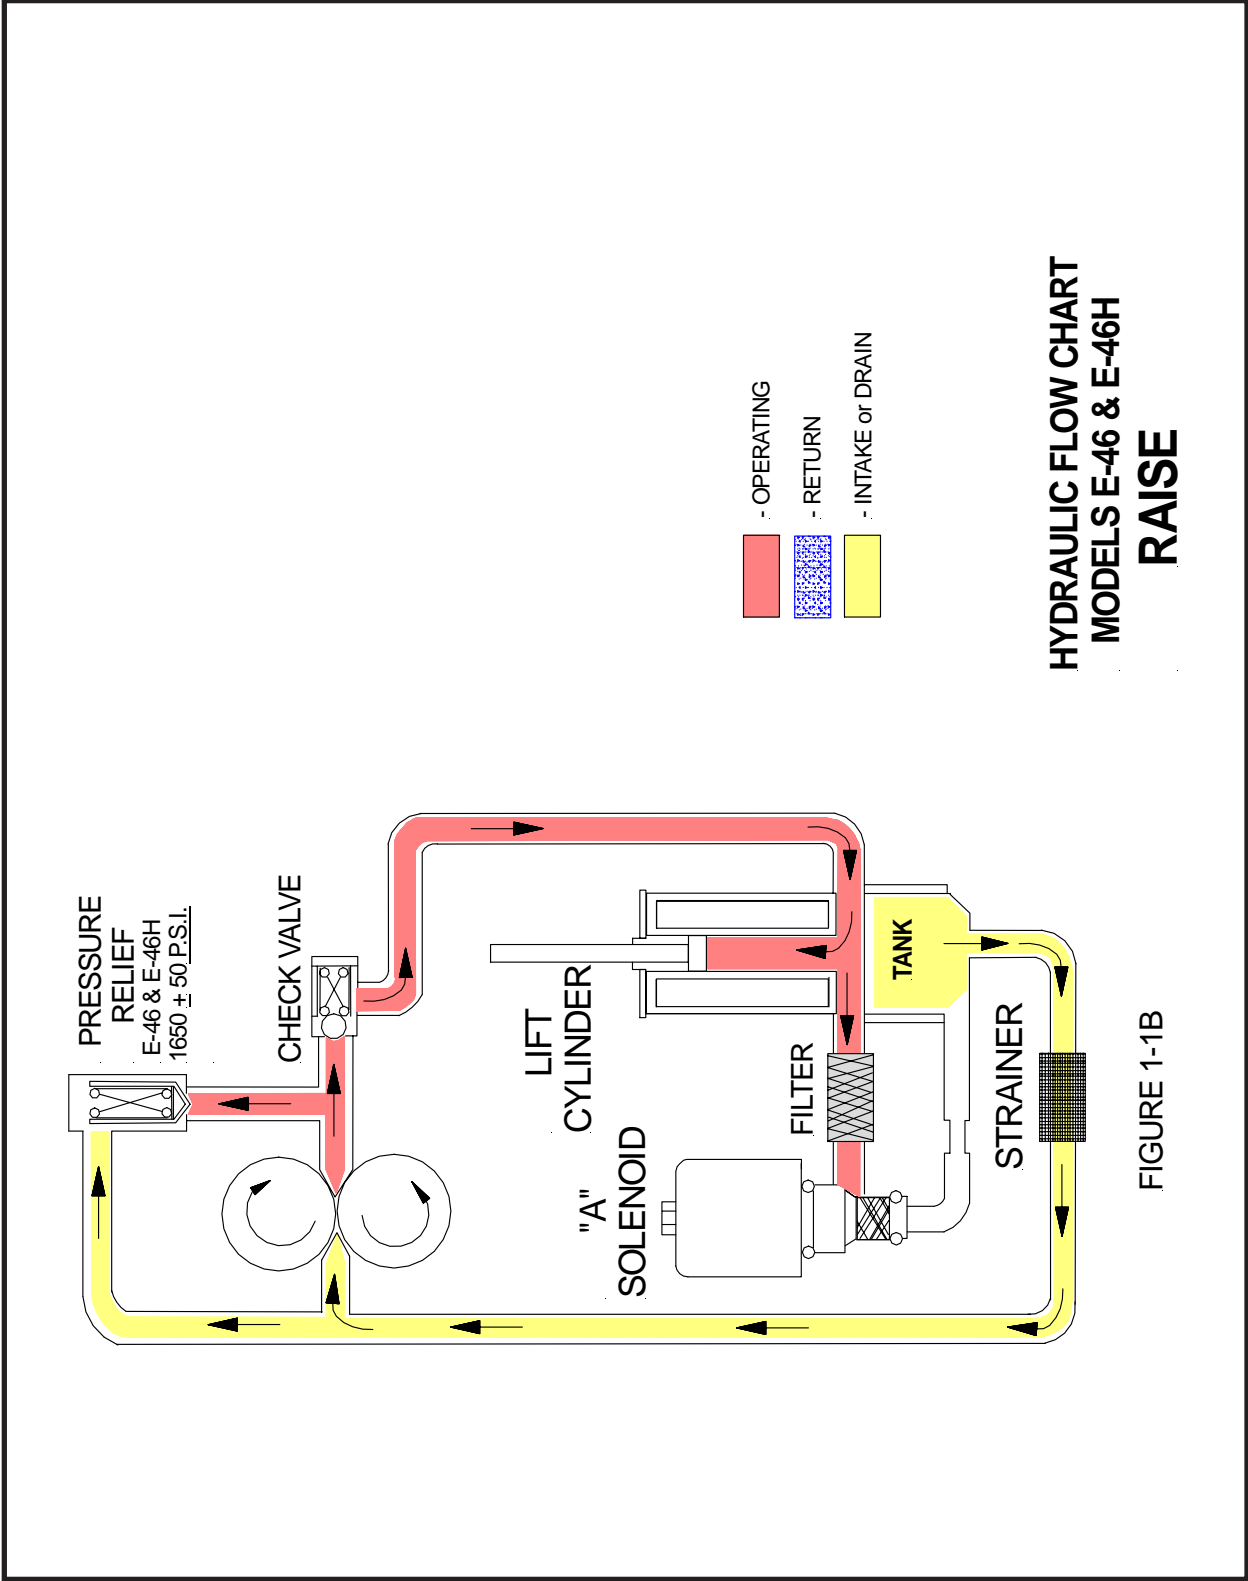 PRESSURE
RELIEF
E-46 & E-46H
1650 ± 50 P.S.I.
CHECK VALVE
LIFT
CYLINDER
"A"
SOLENOID
FILTER
TANK
STRAINER
FIGURE 1-1B
- OPERATING
- RETURN
- INTAKE or DRAIN
HYDRAULIC FLOW CHART
MODELS E-46 & E-46H
RAISE